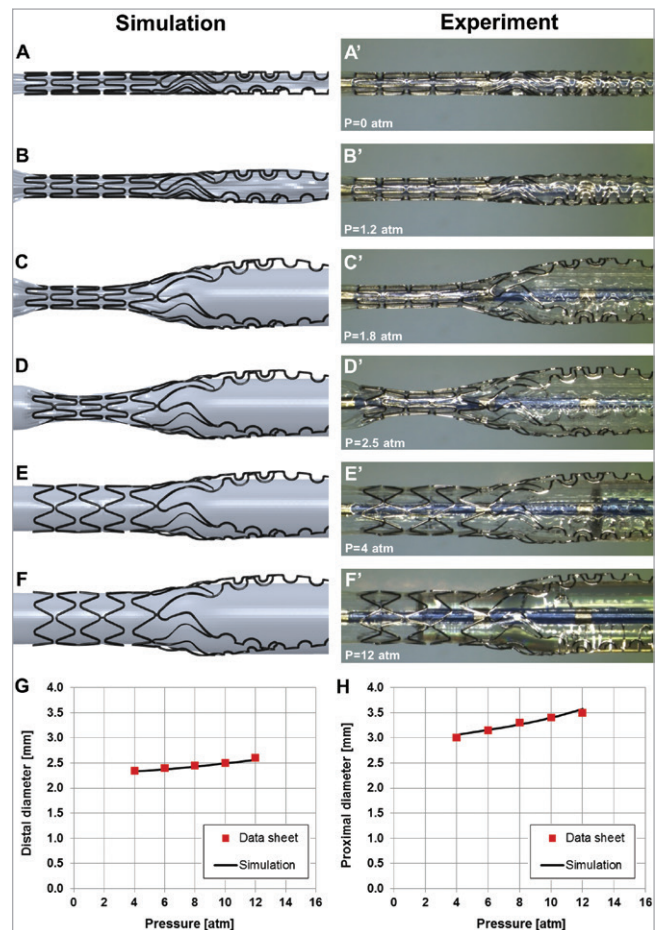 Simulation Experiment
A A'
P=0 atm
B B'
P=1.2 atm
C C'
P=1.8 atm
D D'
P=2.5 atm
E E'
P=4 atm
F F'
P=12 atm
G
4.0
3.5
3.0
2.5
2.0
1.5
1.0
0.5
0.0
Distal diameter [mm]
Data sheet
Simulation
0 2 4 6 8 10 12 14 16
Pressure [atm]
H
4.0
3.5
3.0
2.5
2.0
1.5
1.0
0.5
0.0
Proximal diameter [mm]
Data sheet
Simulation
0 2 4 6 8 10 12 14 16
Pressure [atm]